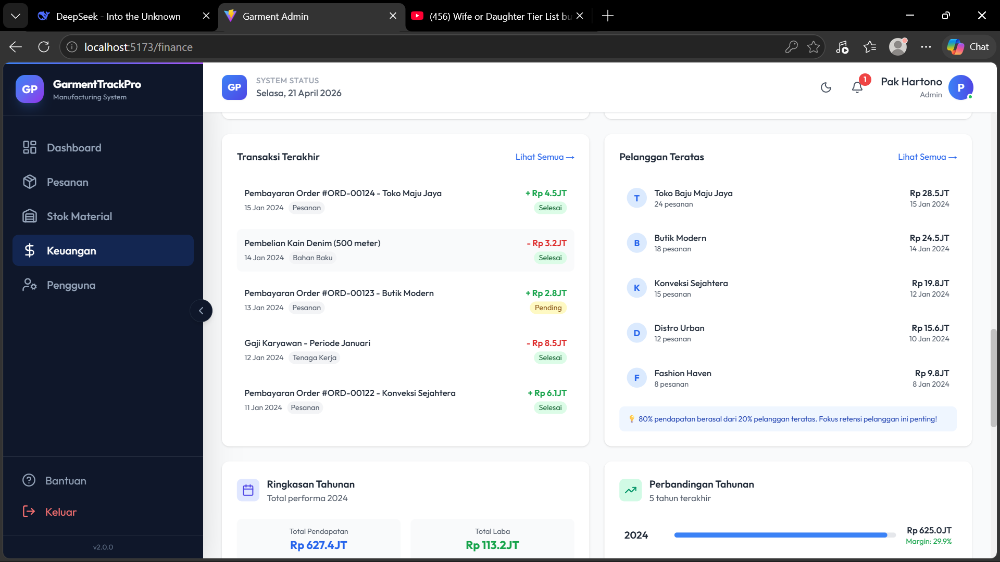 DeepSeek - Into the Unknown
Garment Admin
(456) Wife or Daughter Tier List bu
localhost:5173/finance
Chat
GP
GarmentTrackPro
Manufacturing System
Dashboard
Pesanan
Stok Material
Keuangan
Pengguna
Bantuan
Keluar
v2.0.0
GP
SYSTEM STATUS
Selasa, 21 April 2026
1
Pak Hartono
Admin
P
Transaksi Terakhir
Lihat Semua →
Pembayaran Order #ORD-00124 - Toko Maju Jaya
+ Rp 4.5JT
15 Jan 2024
Pesanan
Selesai
Pembelian Kain Denim (500 meter)
- Rp 3.2JT
14 Jan 2024
Bahan Baku
Selesai
Pembayaran Order #ORD-00123 - Butik Modern
+ Rp 2.8JT
13 Jan 2024
Pesanan
Pending
Gaji Karyawan - Periode Januari
- Rp 8.5JT
12 Jan 2024
Tenaga Kerja
Selesai
Pembayaran Order #ORD-00122 - Konveksi Sejahtera
+ Rp 6.1JT
11 Jan 2024
Pesanan
Selesai
Pelanggan Teratas
Lihat Semua →
T
Toko Baju Maju Jaya
Rp 28.5JT
24 pesanan
15 Jan 2024
B
Butik Modern
Rp 24.5JT
18 pesanan
14 Jan 2024
K
Konveksi Sejahtera
Rp 19.8JT
15 pesanan
12 Jan 2024
D
Distro Urban
Rp 15.6JT
12 pesanan
10 Jan 2024
F
Fashion Haven
Rp 9.8JT
8 pesanan
8 Jan 2024
💡 80% pendapatan berasal dari 20% pelanggan teratas. Fokus retensi pelanggan ini penting!
Ringkasan Tahunan
Total performa 2024
Total Pendapatan
Rp 627.4JT
Total Laba
Rp 113.2JT
Perbandingan Tahunan
5 tahun terakhir
2024
Rp 625.0JT
Margin: 29.9%